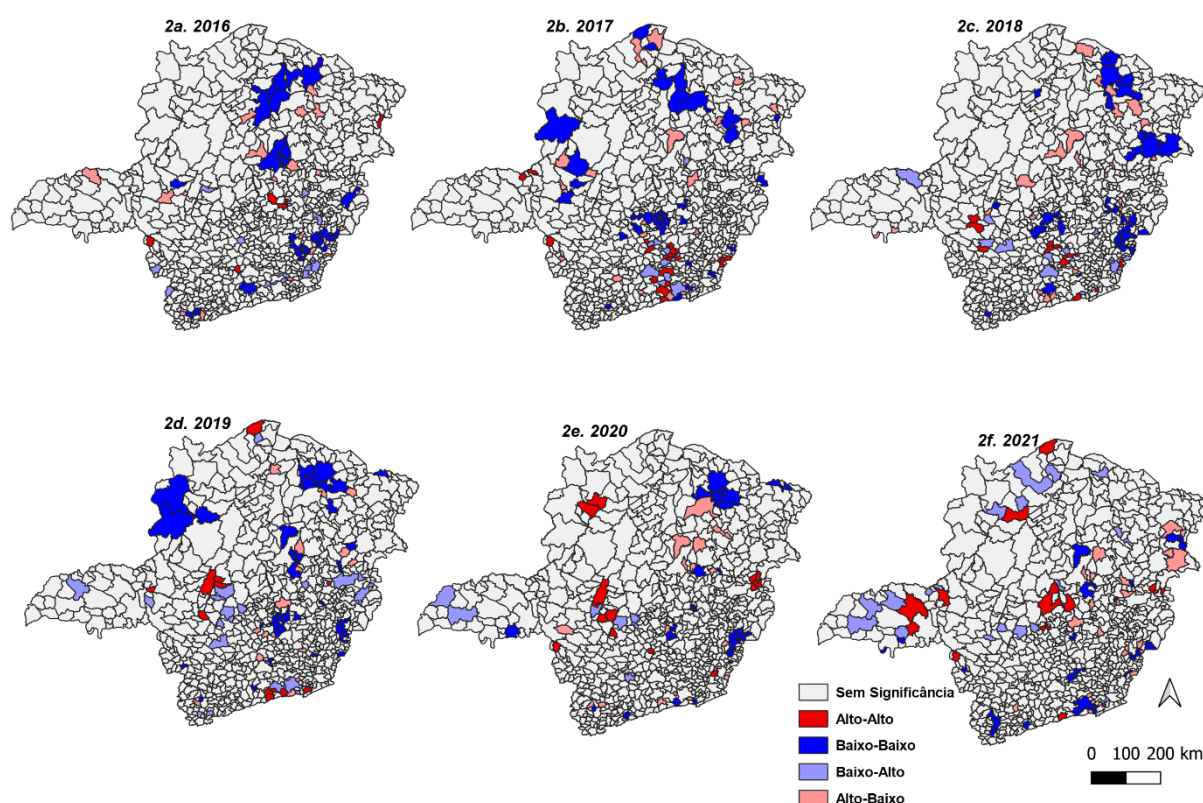 2a. 2016
2b. 2017
2c. 2018
2d. 2019
2e. 2020
2f. 2021
Sem Significância
Alto-Alto
Baixo-Baixo
Baixo-Alto
Alto-Baixo
0 100 200 km